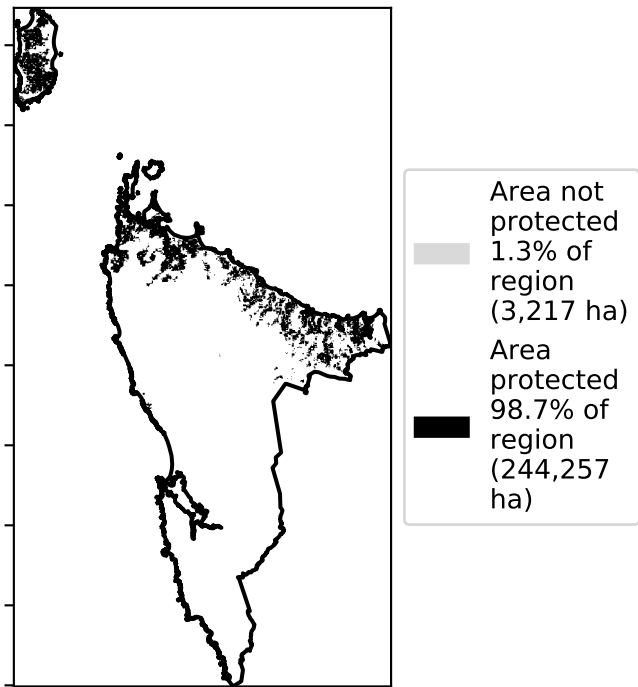 Area not
protected
1.3% of
region
(3,217 ha)
Area
protected
98.7% of
region
(244,257
ha)